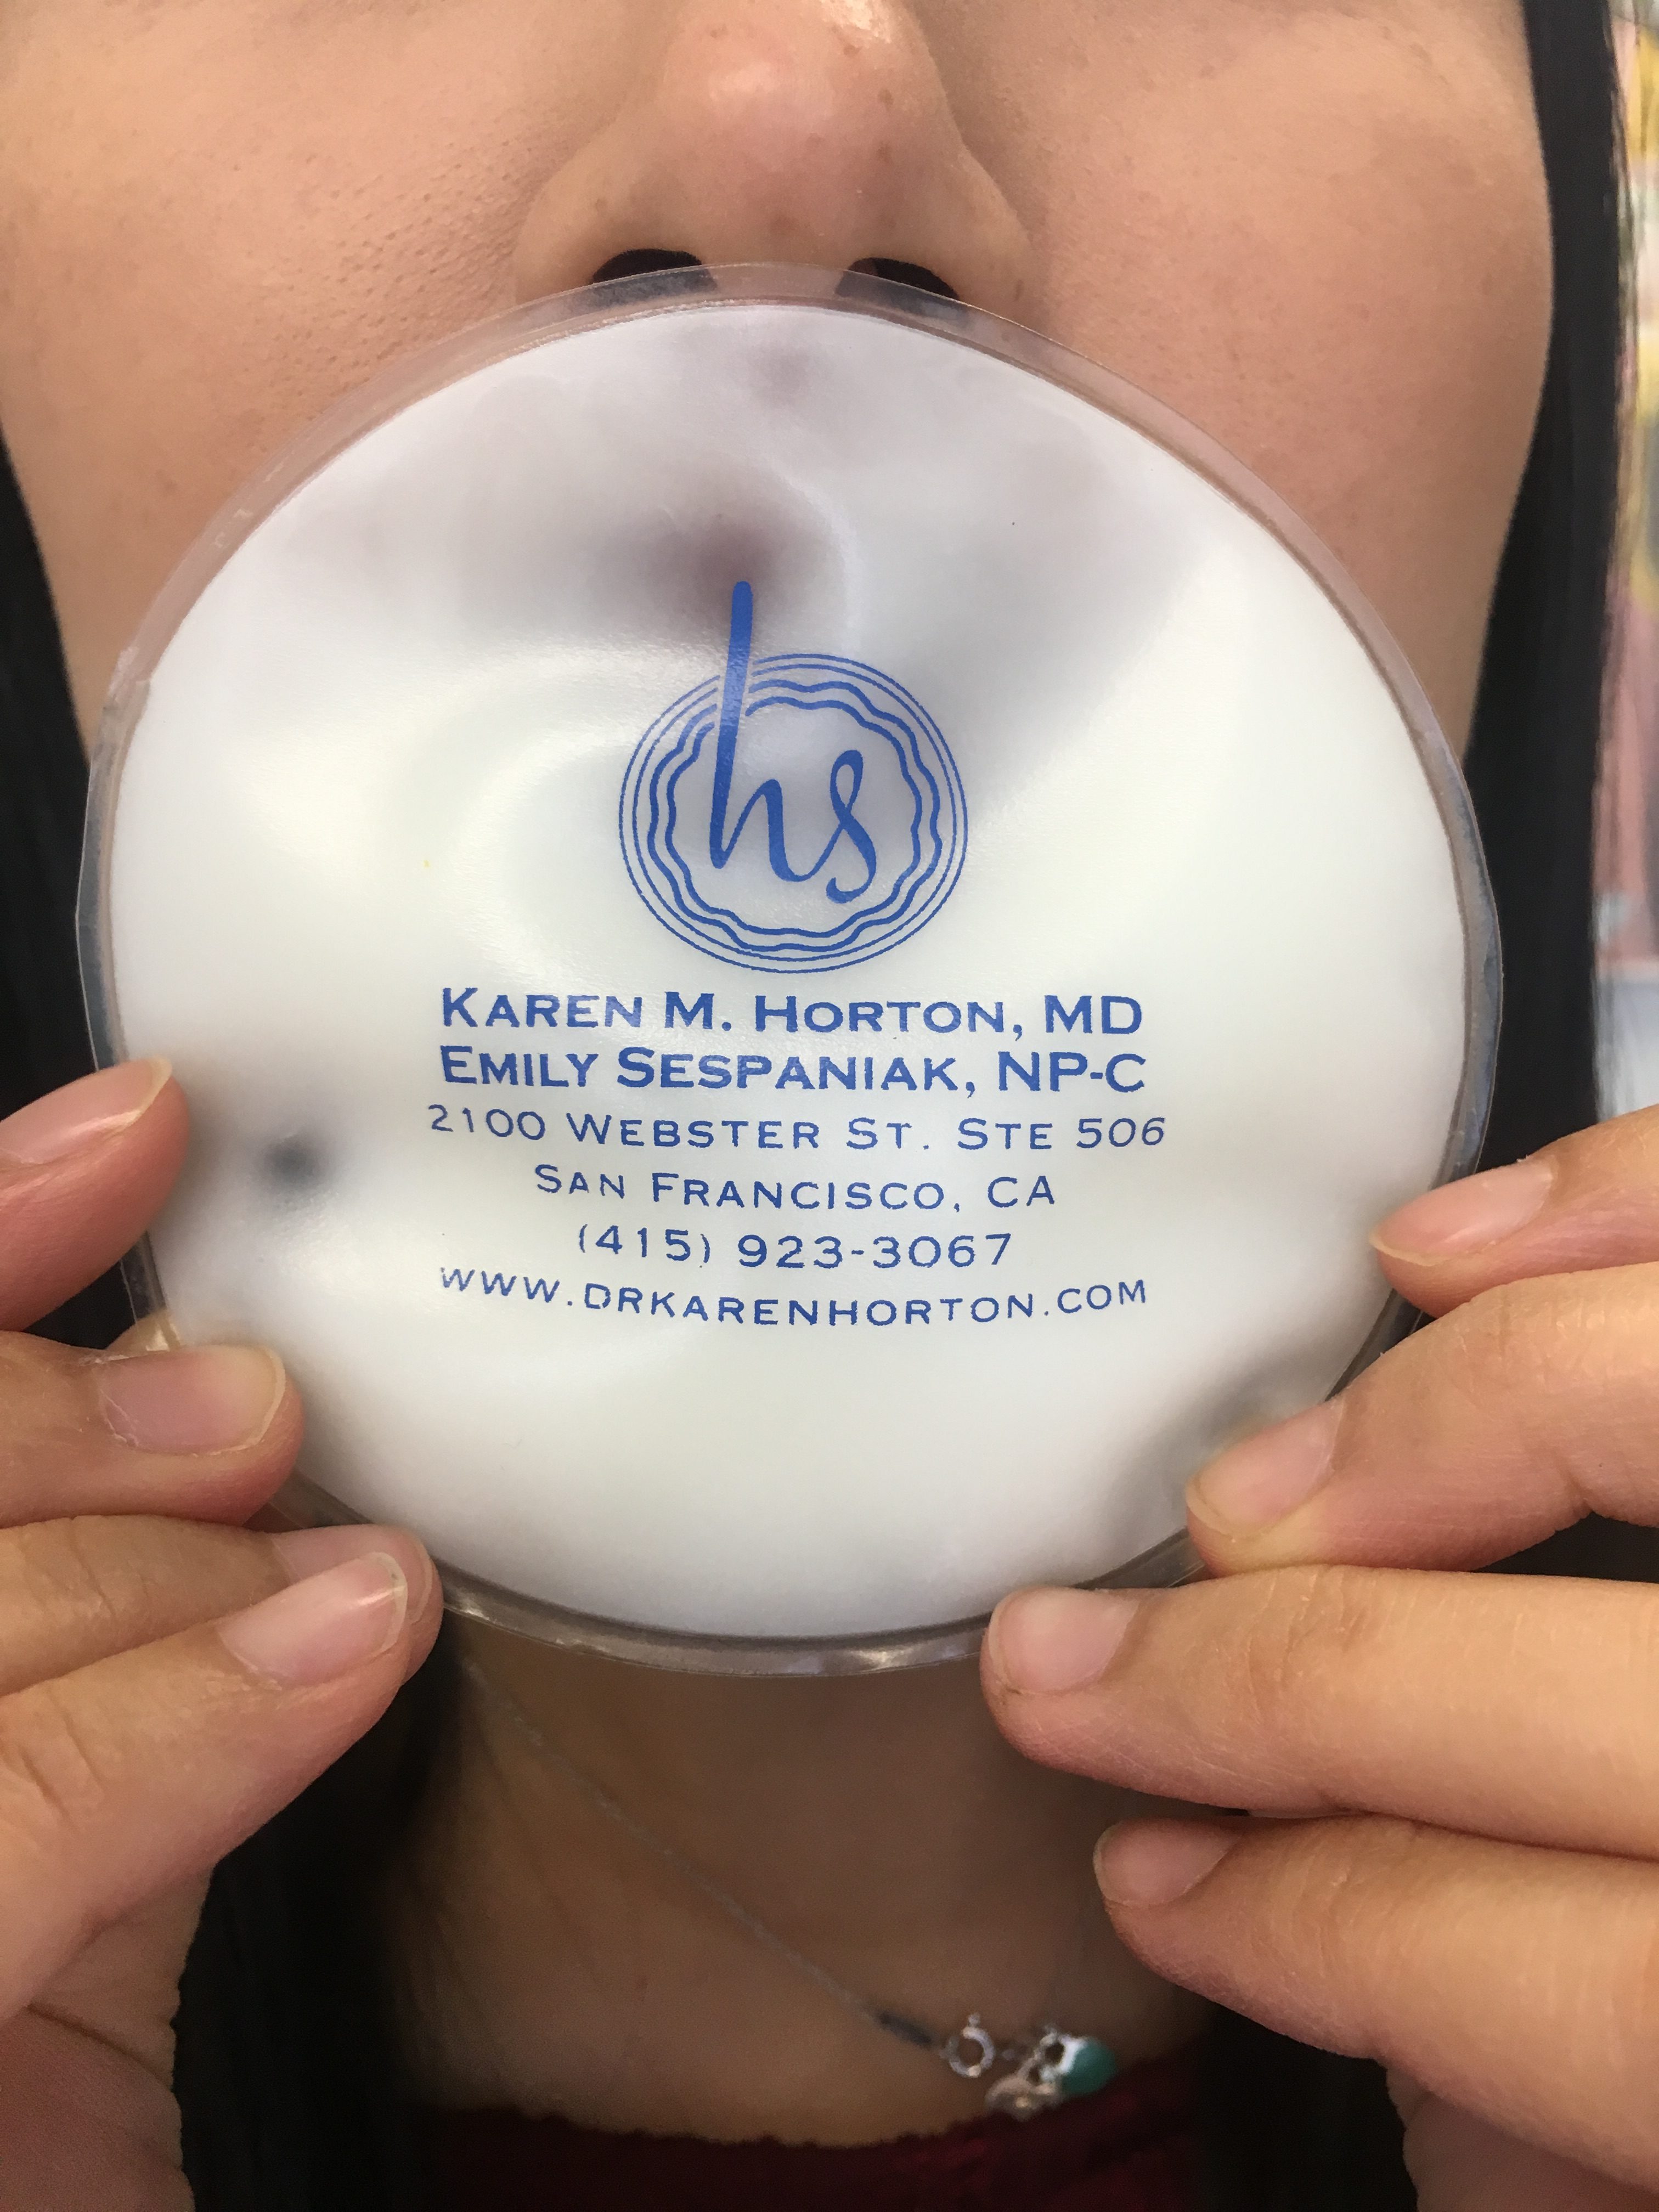 hs
KAREN M. HORTON, MD
EMILY SESPANIAK, NP-C
2100 WEBSTER ST. STE 506
SAN FRANCISCO, CA
(415) 923-3067
WWW.DRKARENHORTON.COM